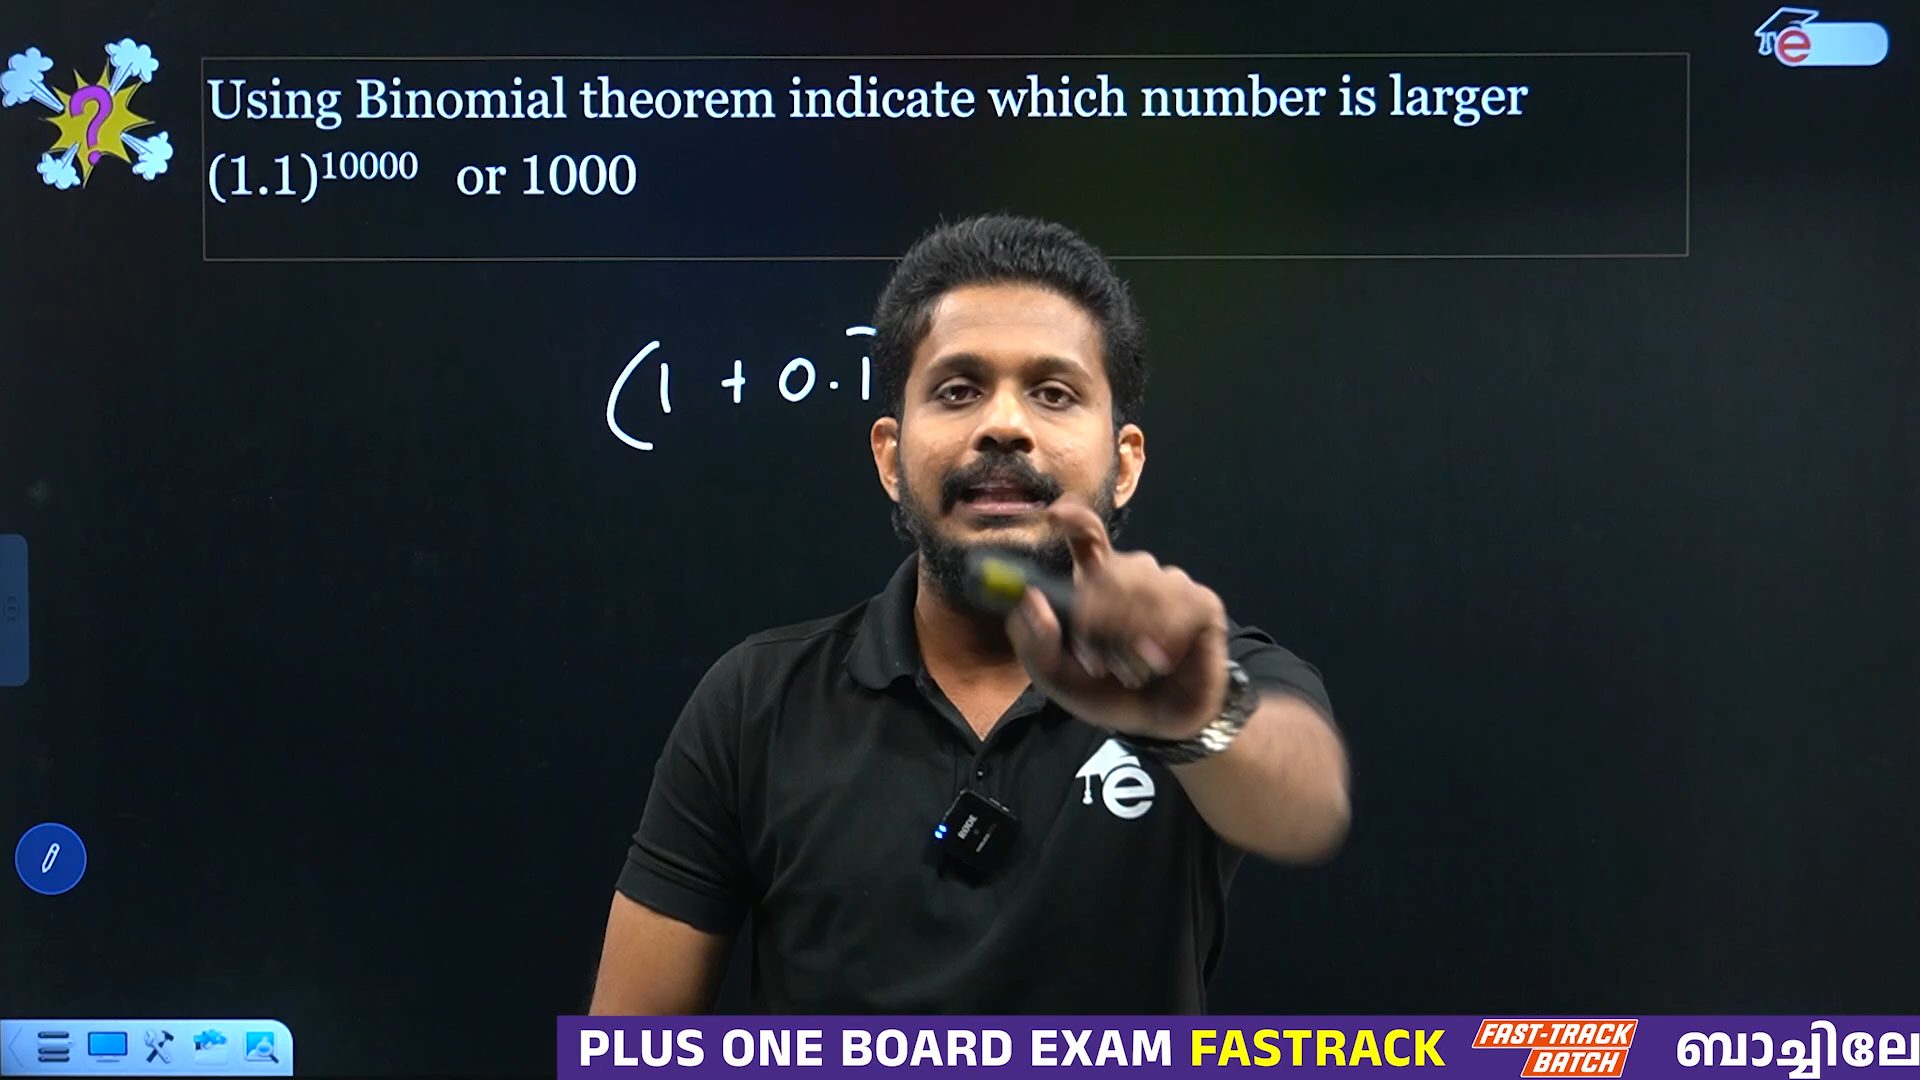 Using Binomial theorem indicate which number is larger
(1.1)¹⁰⁰⁰⁰ or 1000
(1 + 0.1
RODE
e
e
PLUS ONE BOARD EXAM FASTRACK FAST-TRACK BATCH ബാച്ചിലേ